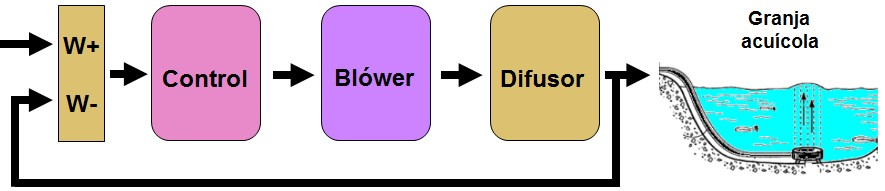 Granja
acuícola
W+
W-
Control
Blówer
Difusor